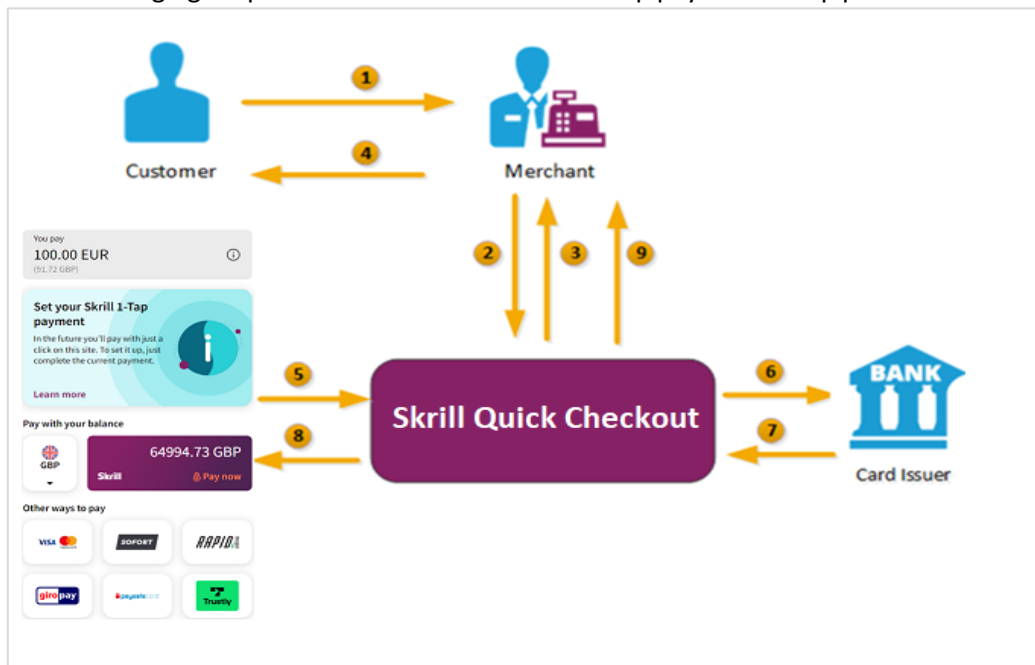 1
4
Customer
Merchant
2
3
9
You pay
100.00 EUR
(91.72 GBP)
Set your Skrill 1-Tap
payment
In the future you'll pay with just a
click on this site. To set it up, just
complete the current payment.
Learn more
5
Skrill Quick Checkout
6
BANK
7
Card Issuer
8
Pay with your balance
GBP
64994.73 GBP
Skrill
Pay now
Other ways to pay
VISA
SOFORT
RAPID
giropay
paysafecard
Trustly